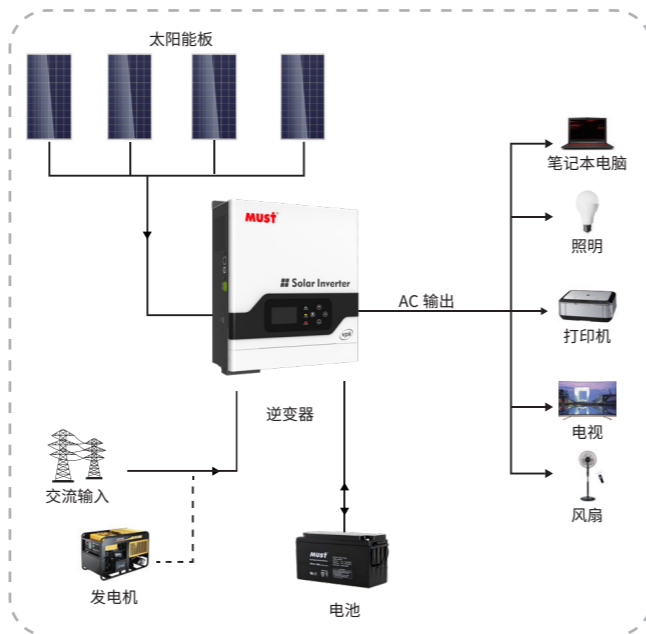 太阳能板
笔记本电脑
MUST
Solar Inverter
照明
AC 输出
打印机
逆变器
电视
交流输入
风扇
MUST
发电机
电池